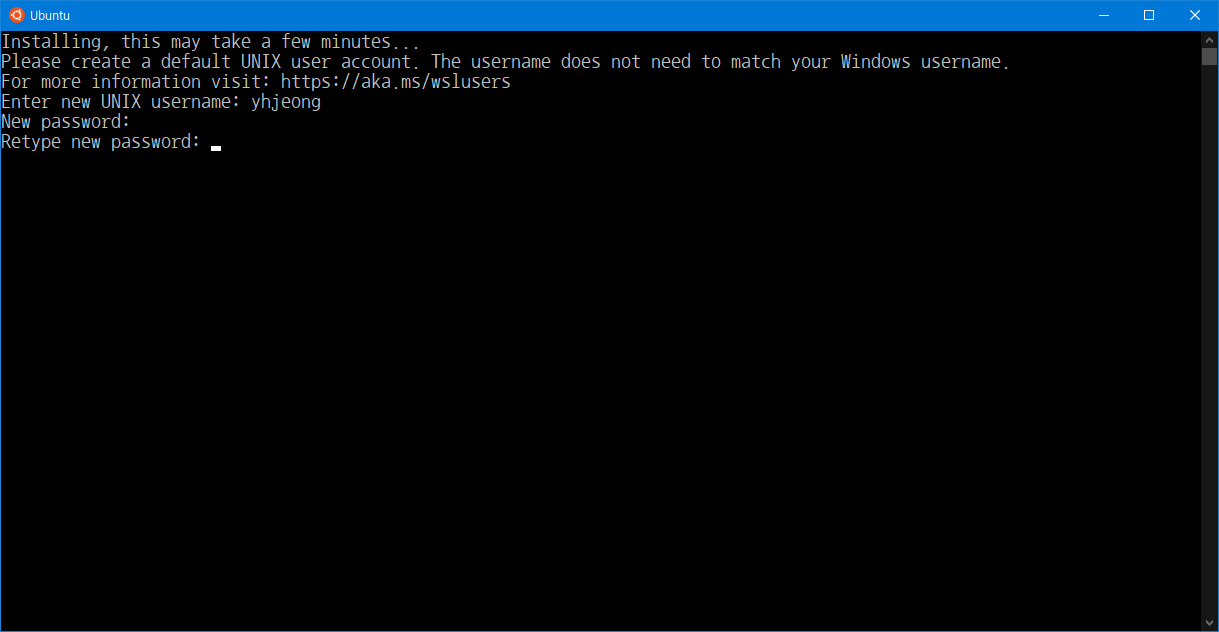 Ubuntu
Installing, this may take a few minutes...
Please create a default UNIX user account. The username does not need to match your Windows username.
For more information visit: https://aka.ms/wslusers
Enter new UNIX username: yhjeong
New password:
Retype new password: